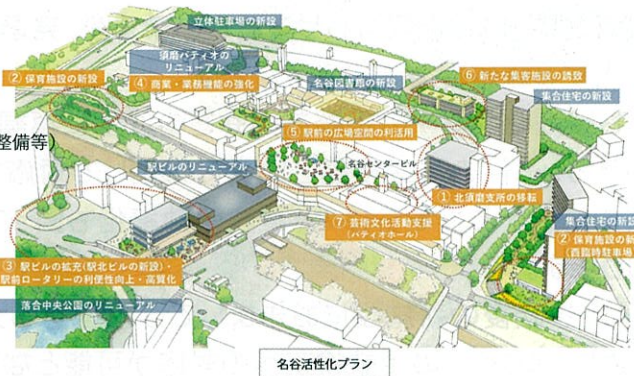 立体駐車場の新設
須磨パティオの
リニューアル
② 保育施設の新設
④ 商業・業務機能の強化
名谷図書館の新設
⑥ 新たな集客施設の誘致
集合住宅の新設
整備等)
⑤ 駅前の広場空間の利活用
駅ビルのリニューアル
名谷センタービル
① 北須磨支所の移転
⑦ 芸術文化活動支援
(パティオホール)
集合住宅の新設
② 保育施設の新
(西臨時駐車場
③ 駅ビルの拡充(駅北ビルの新設)・
駅前ロータリーの利便性向上・高質化
落合中央公園のリニューアル
名谷活性化プラン